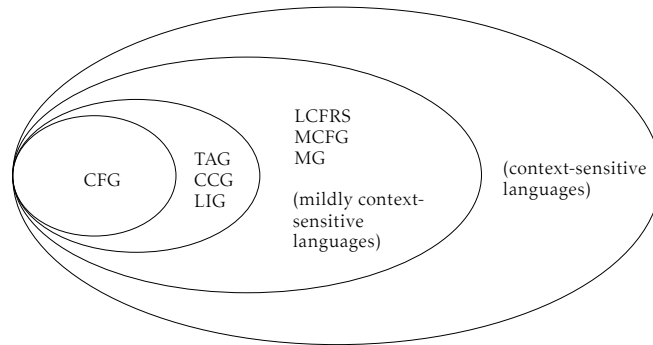 CFG
TAG
CCG
LIG
LCFRS
MCFG
MG
(mildly context-
sensitive
languages)
(context-sensitive
languages)